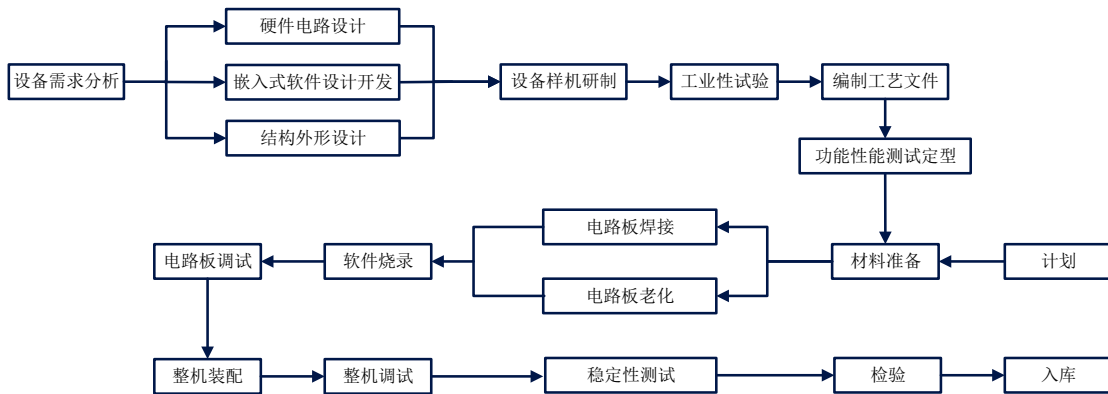 硬件电路设计
设备需求分析
嵌入式软件设计开发
结构外形设计
设备样机研制
工业性试验
编制工艺文件
功能性能测试定型
计划
材料准备
电路板焊接
电路板老化
软件烧录
电路板调试
整机装配
整机调试
稳定性测试
检验
入库